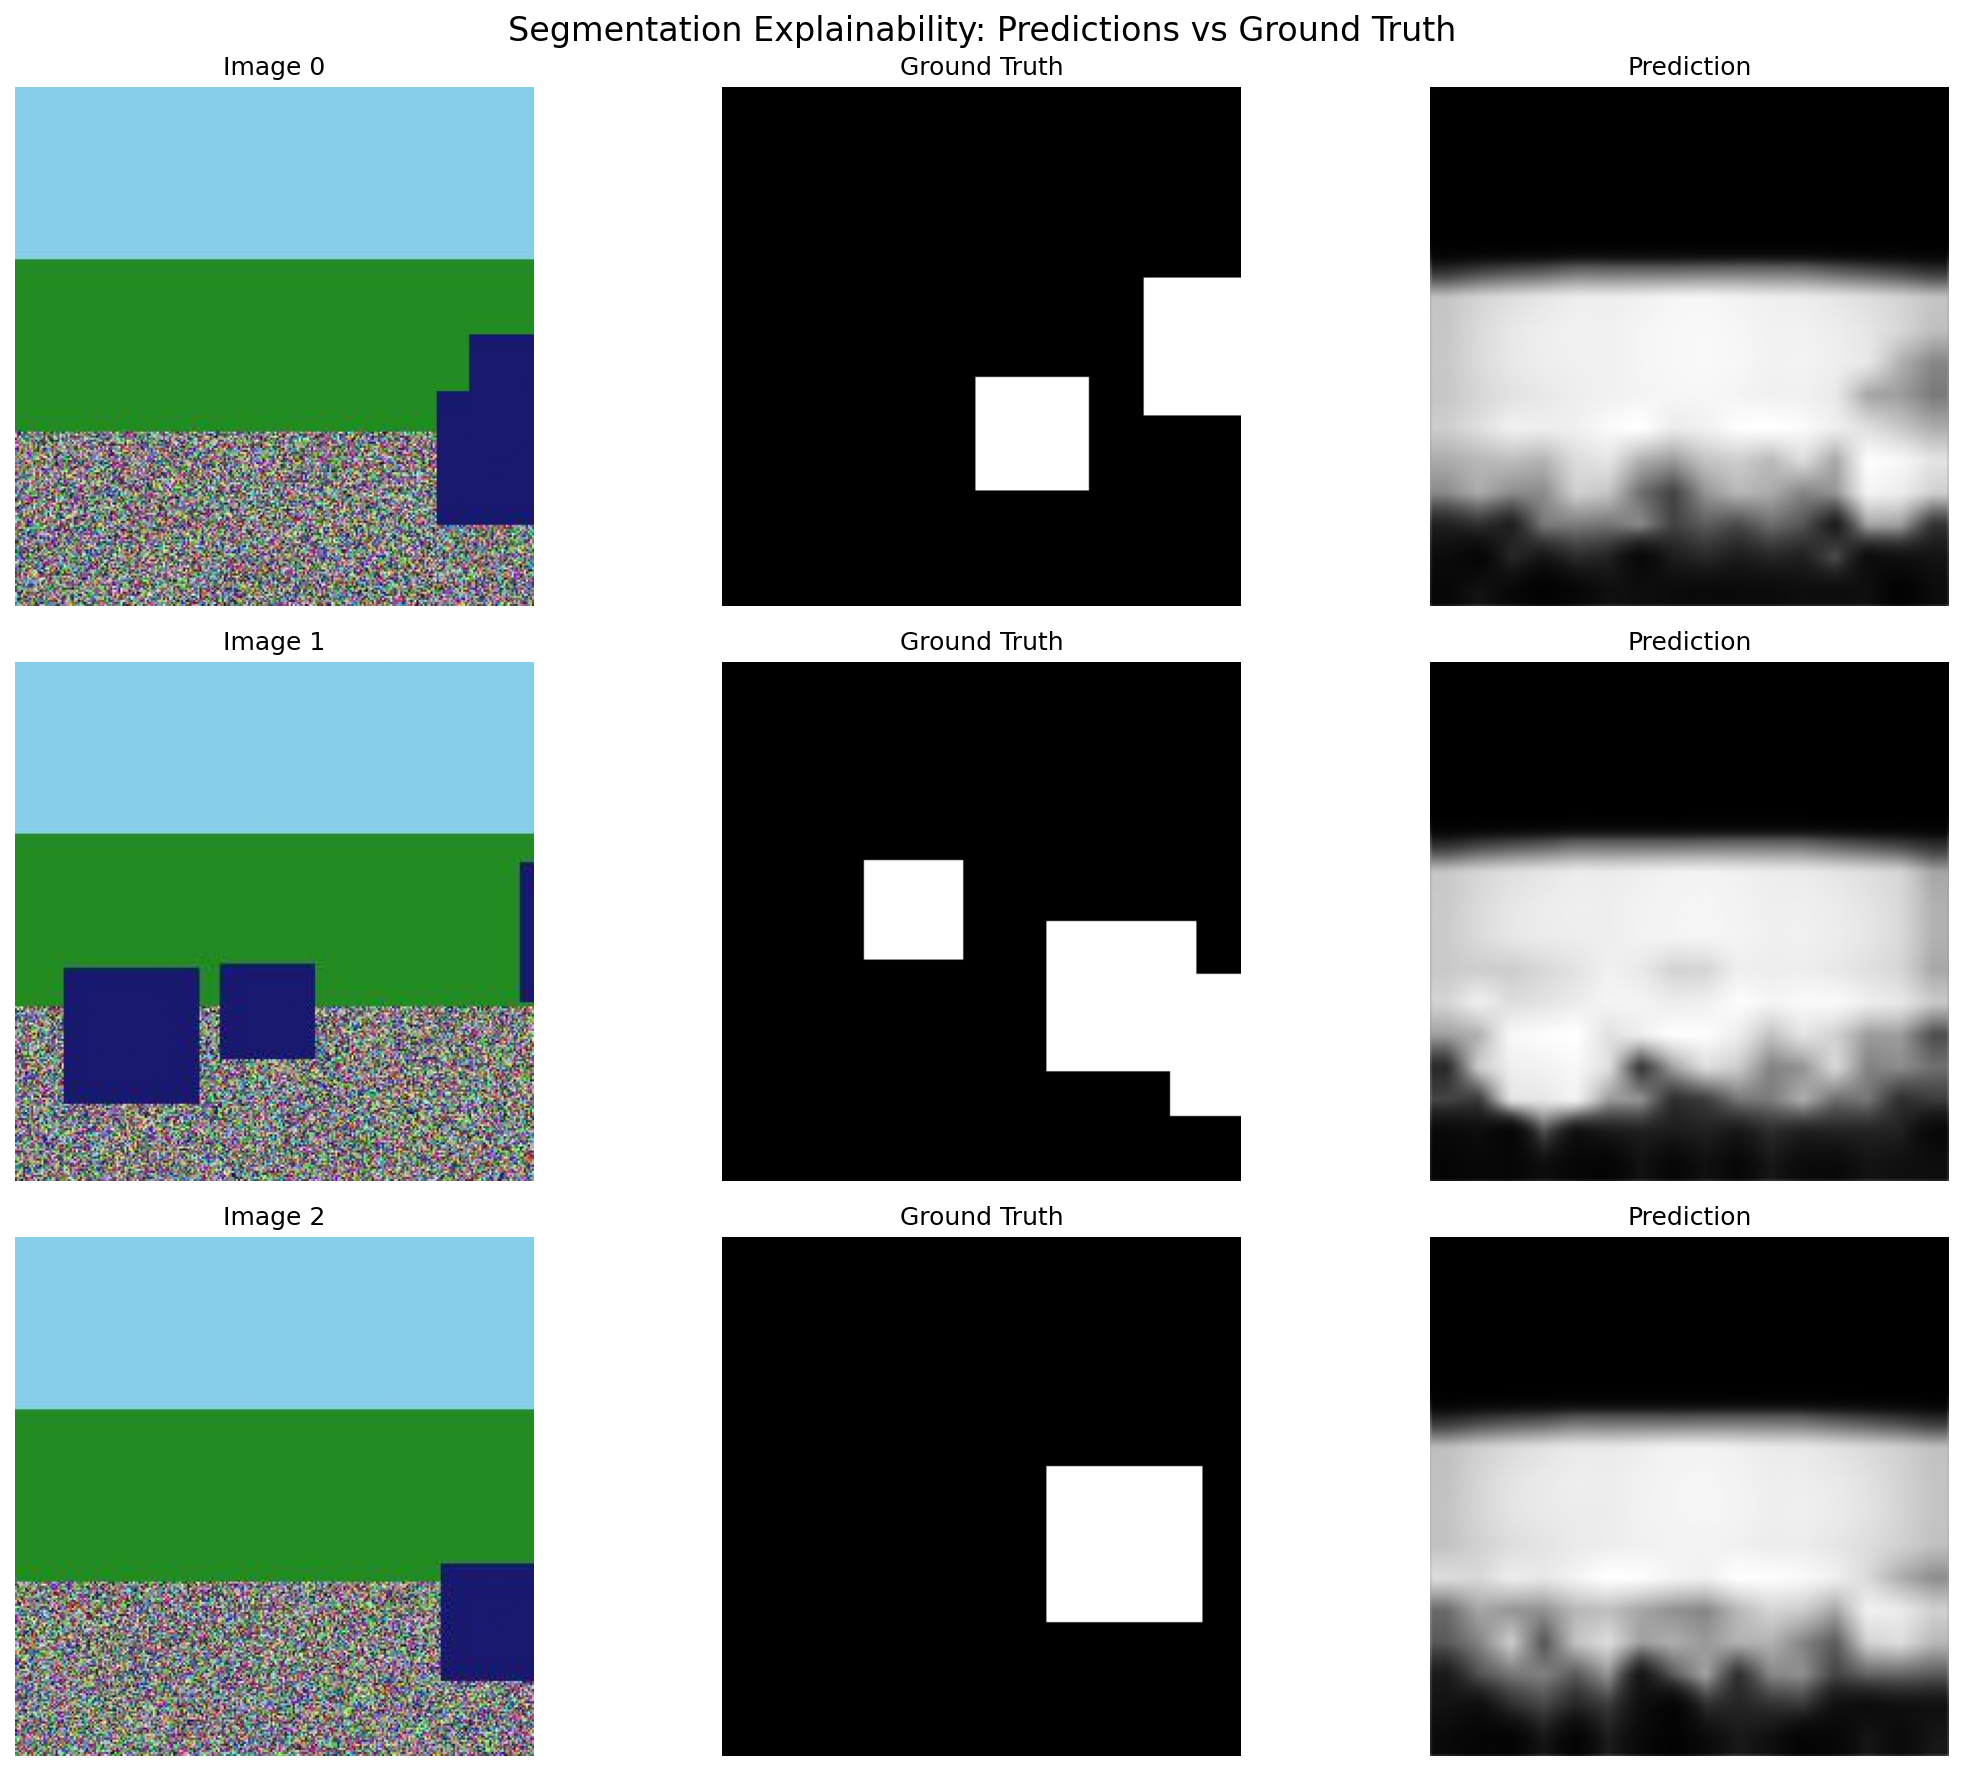 Segmentation Explainability: Predictions vs Ground Truth
Image 0
Ground Truth
Prediction
Image 1
Ground Truth
Prediction
Image 2
Ground Truth
Prediction